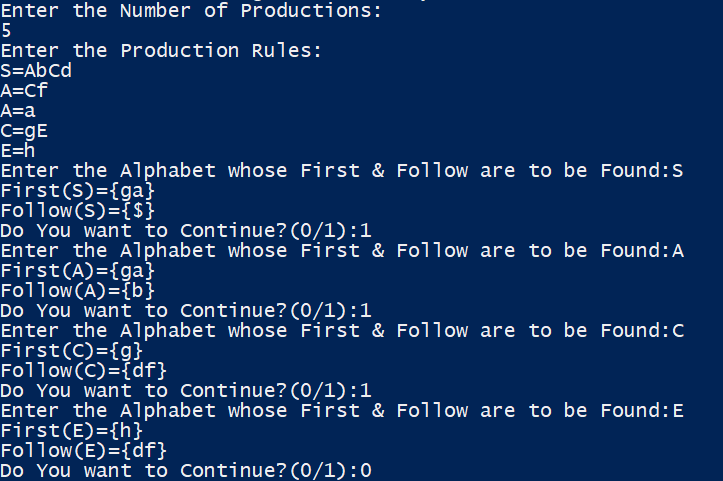 Enter the Number of Productions:
5
Enter the Production Rules:
S=AbCd
A=Cf
A=a
C=gE
E=h
Enter the Alphabet whose First & Follow are to be Found:S
First(S)={ga}
Follow(S)={$}
Do You want to Continue?(0/1):1
Enter the Alphabet whose First & Follow are to be Found:A
First(A)={ga}
Follow(A)={b}
Do You want to Continue?(0/1):1
Enter the Alphabet whose First & Follow are to be Found:C
First(C)={g}
Follow(C)={df}
Do You want to Continue?(0/1):1
Enter the Alphabet whose First & Follow are to be Found:E
First(E)={h}
Follow(E)={df}
Do You want to Continue?(0/1):0